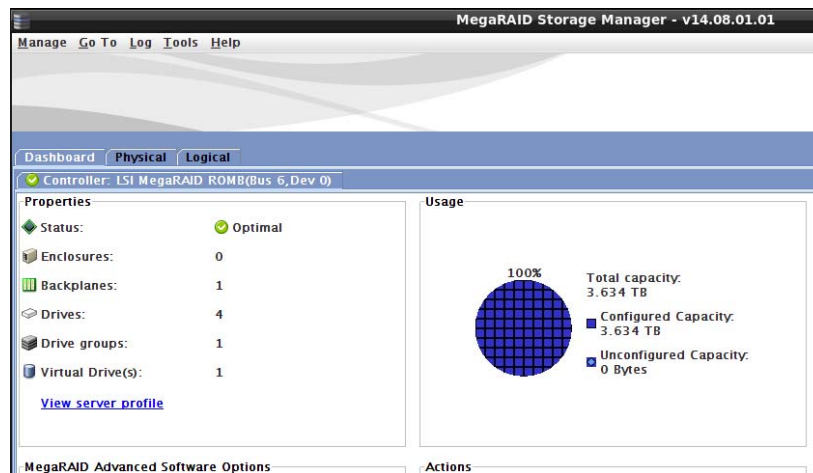 MegaRAID Storage Manager - v14.08.01.01
Manage Go To Log Tools Help
Dashboard Physical Logical
Controller: LSI MegaRAID ROMB(Bus 6,Dev 0)
Properties
Status: Optimal
Enclosures: 0
Backplanes: 1
Drives: 4
Drive groups: 1
Virtual Drive(s): 1
View server profile
Usage
100%
Total capacity:
3.634 TB
Configured Capacity:
3.634 TB
Unconfigured Capacity:
0 Bytes
MegaRAID Advanced Software Options
Actions